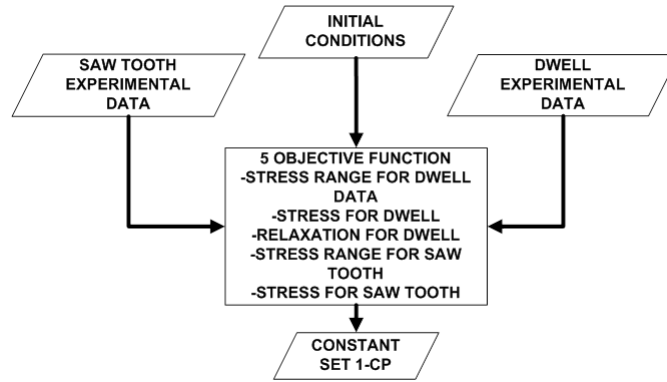 INITIAL
CONDITIONS
SAW TOOTH
EXPERIMENTAL
DATA
DWELL
EXPERIMENTAL
DATA
5 OBJECTIVE FUNCTION
-STRESS RANGE FOR DWELL
DATA
-STRESS FOR DWELL
-RELAXATION FOR DWELL
-STRESS RANGE FOR SAW
TOOTH
-STRESS FOR SAW TOOTH
CONSTANT
SET 1-CP